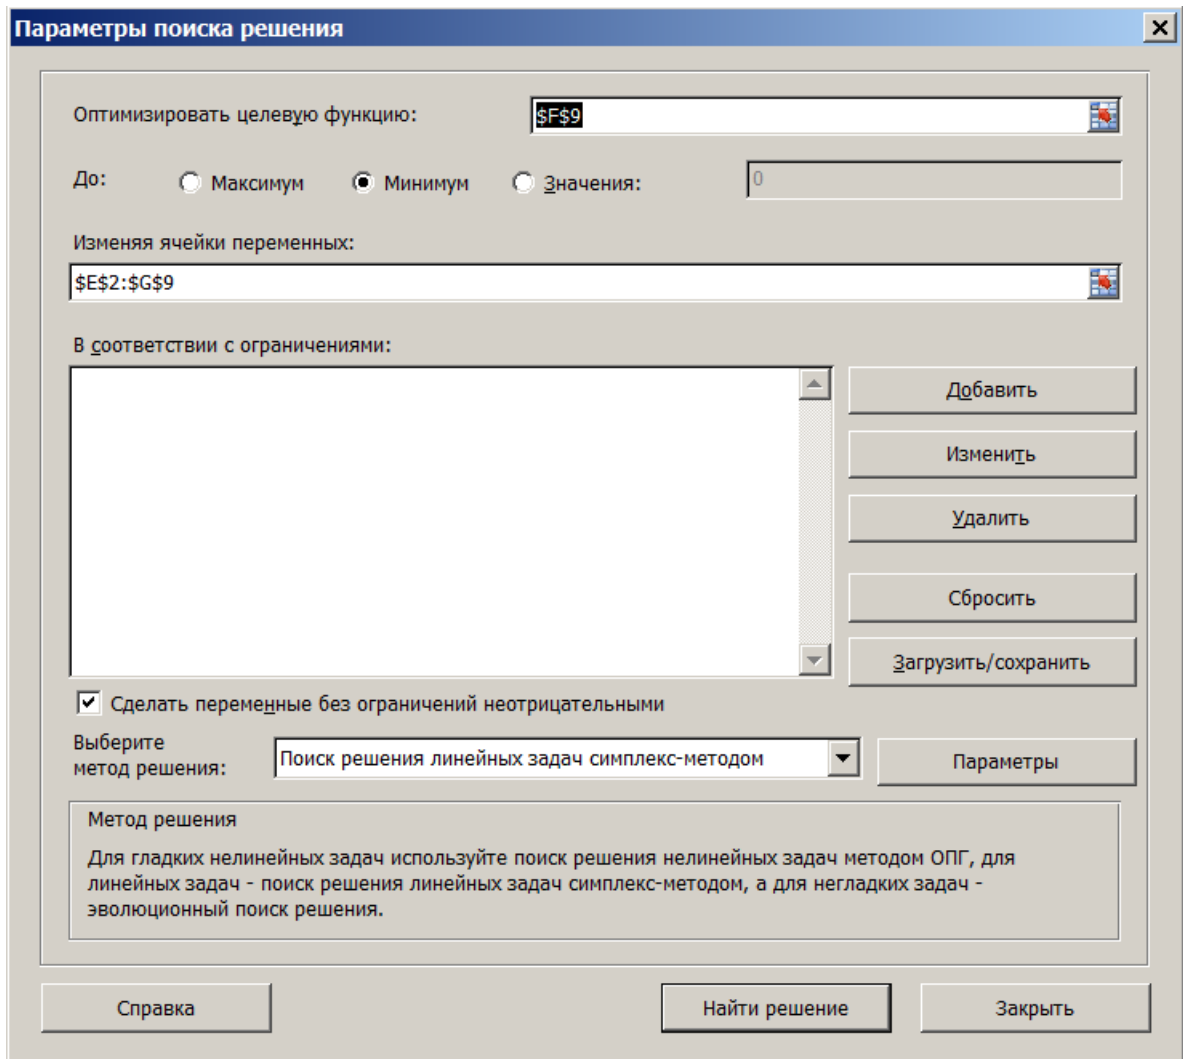 Параметры поиска решения
Оптимизировать целевую функцию: $F$9
До: Максимум Минимум Значения: 0
Изменяя ячейки переменных:
$E$2:$G$9
В соответствии с ограничениями:
Добавить
Изменить
Удалить
Сбросить
Загрузить/сохранить
Сделать переменные без ограничений неотрицательными
Выберите
метод решения: Поиск решения линейных задач симплекс-методом Параметры
Метод решения
Для гладких нелинейных задач используйте поиск решения нелинейных задач методом ОПГ, для
линейных задач - поиск решения линейных задач симплекс-методом, а для негладких задач -
эволюционный поиск решения.
Справка Найти решение Закрыть